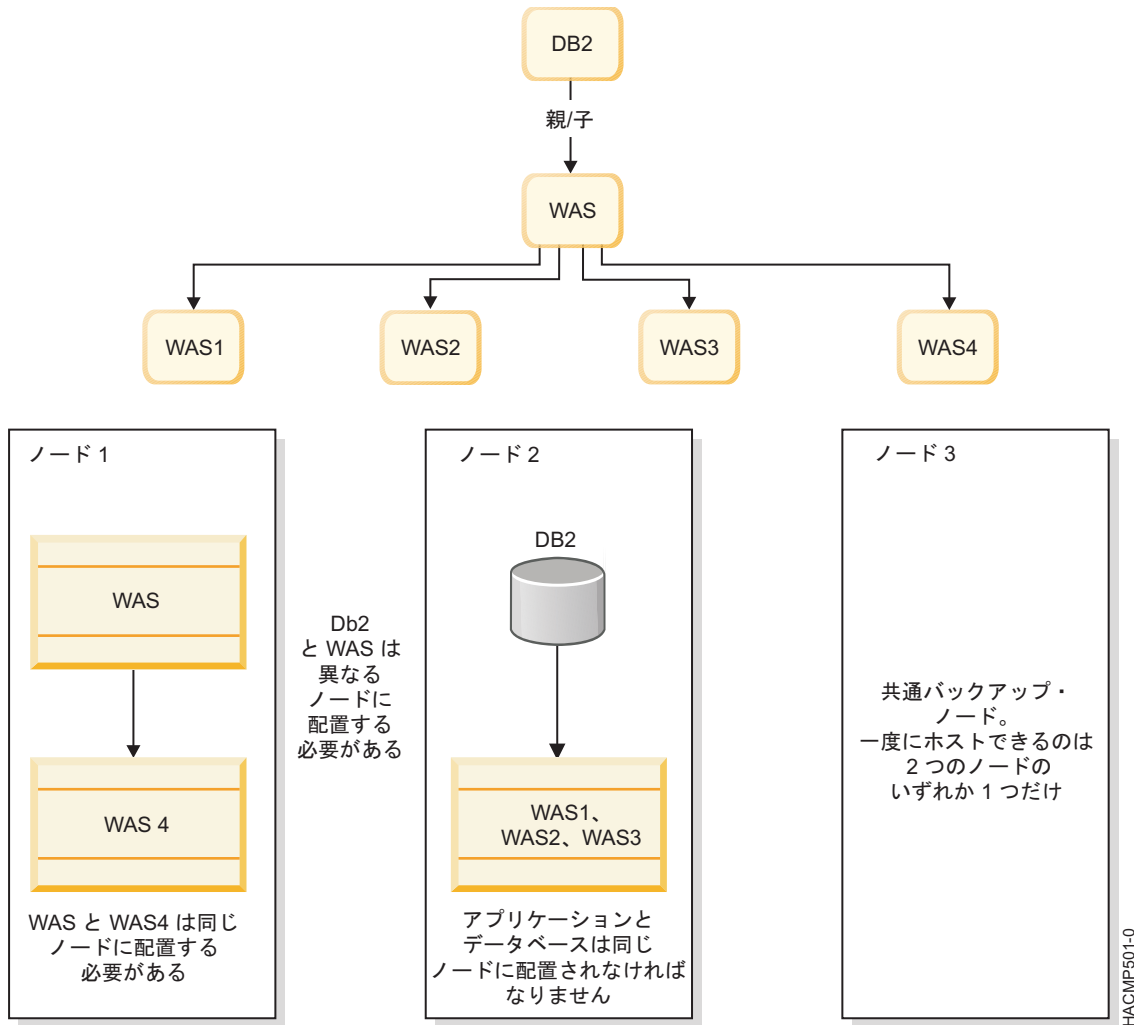 DB2
親/子
WAS
WAS1
WAS2
WAS3
WAS4
ノード 1
WAS
WAS 4
WAS と WAS4 は同じ
ノードに配置する
必要がある
Db2
と WAS は
異なる
ノードに
配置する
必要がある
ノード 2
DB2
WAS1、
WAS2、WAS3
アプリケーションと
データベースは同じ
ノードに配置されなければ
なりません
ノード 3
共通バックアップ・
ノード。
一度にホストできるのは
2 つのノードの
いずれか 1 つだけ
HACMP501-0